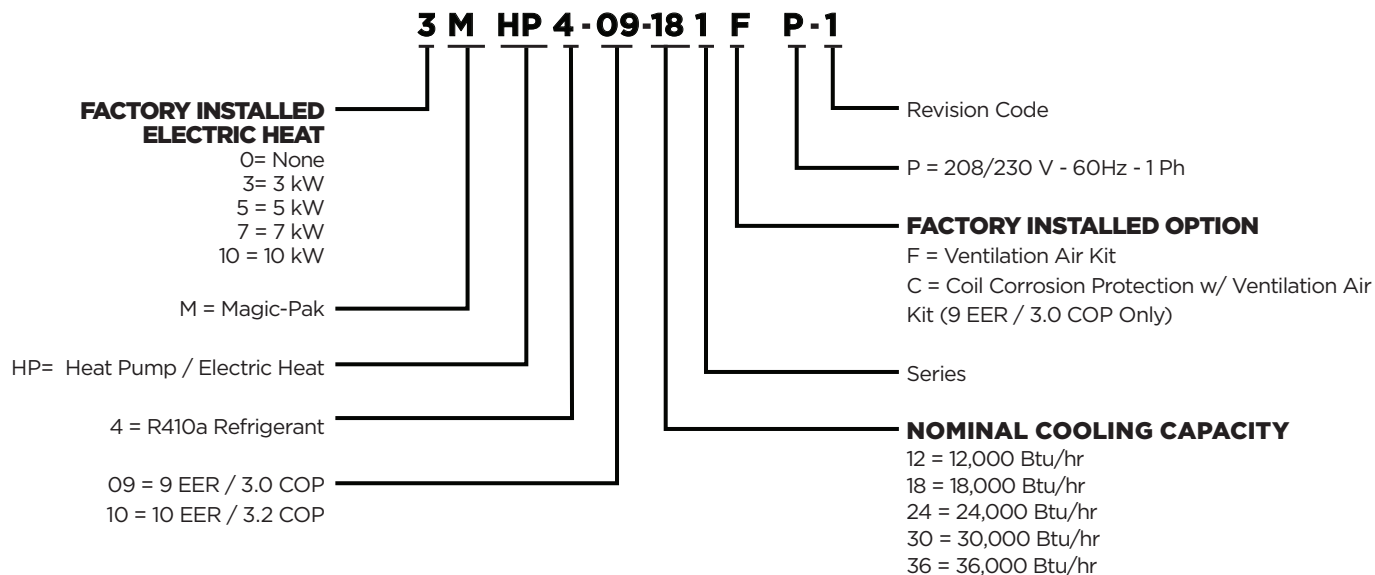 3 M HP 4 - 09-18 1 F P - 1
FACTORY INSTALLED
ELECTRIC HEAT
0= None
3= 3 kW
5 = 5 kW
7 = 7 kW
10 = 10 kW
M = Magic-Pak
HP= Heat Pump / Electric Heat
4 = R410a Refrigerant
09 = 9 EER / 3.0 COP
10 = 10 EER / 3.2 COP
Revision Code
P = 208/230 V - 60Hz - 1 Ph
FACTORY INSTALLED OPTION
F = Ventilation Air Kit
C = Coil Corrosion Protection w/ Ventilation Air
Kit (9 EER / 3.0 COP Only)
Series
NOMINAL COOLING CAPACITY
12 = 12,000 Btu/hr
18 = 18,000 Btu/hr
24 = 24,000 Btu/hr
30 = 30,000 Btu/hr
36 = 36,000 Btu/hr